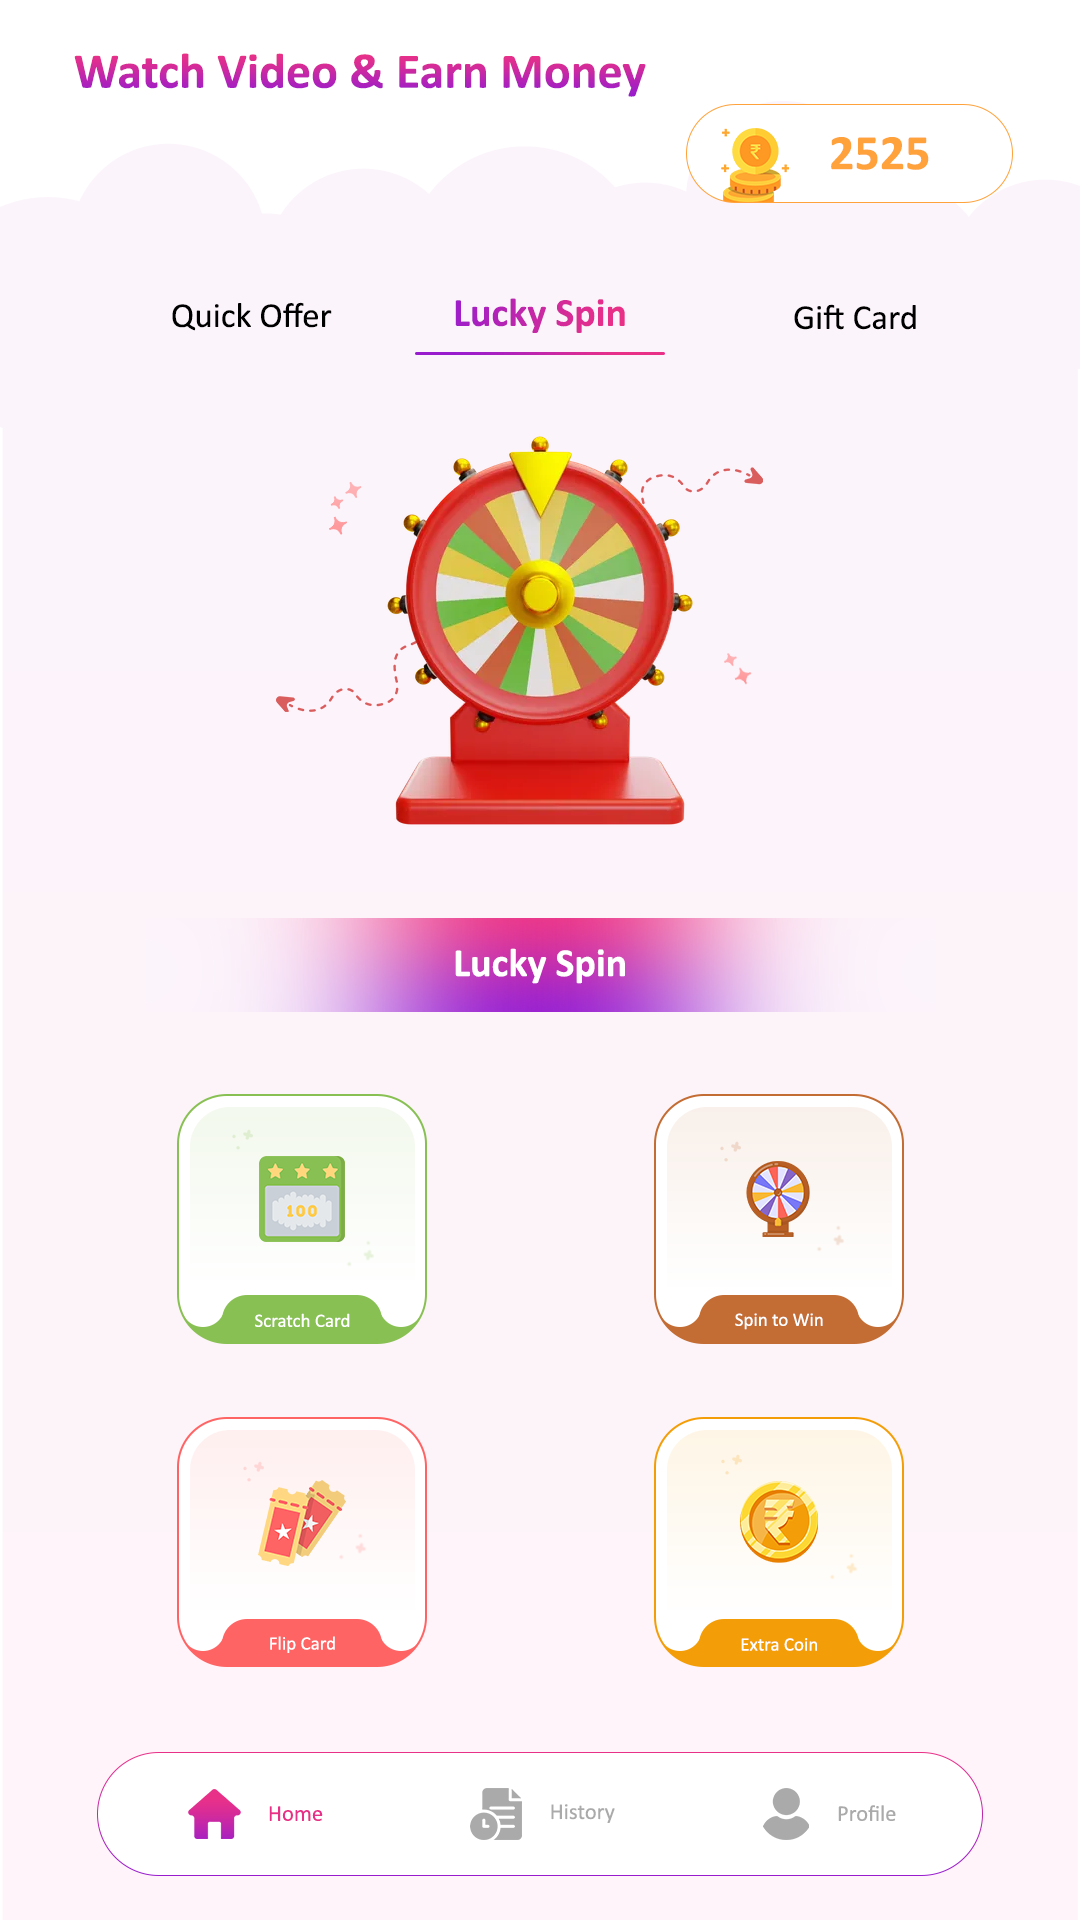 Watch Video & Earn Money
₹
2525
Quick Offer
Lucky Spin
Gift Card
Lucky Spin
100
Scratch Card
Spin to Win
₹
Flip Card
Extra Coin
Home
History
Profile